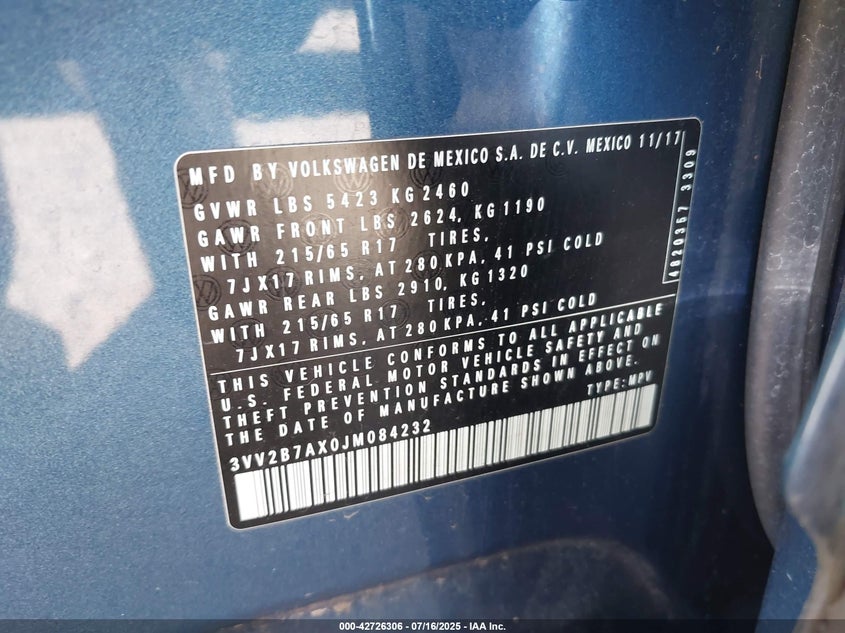 MFD BY VOLKSWAGEN DE MEXICO S.A. DE C.V. MEXICO 11/17
GVWR LBS 5423 KG 2460
GAWR FRONT LBS 2624, KG 1190
WITH 215/65 R17 TIRES,
7JX17 RIMS, AT 280 KPA, 41 PSI COLD
GAWR REAR LBS 2910, KG 1320
WITH 215/65 R17 TIRES,
7JX17 RIMS, AT 280 KPA, 41 PSI COLD
4820367 3309
THIS VEHICLE CONFORMS TO ALL APPLICABLE
U.S. FEDERAL MOTOR VEHICLE SAFETY AND
THEFT PREVENTION STANDARDS IN EFFECT ON
THE DATE OF MANUFACTURE SHOWN ABOVE.
3VV2B7AX0JM084232 TYPE: MPV
000-42726306 - 07/16/2025 - IAA Inc.